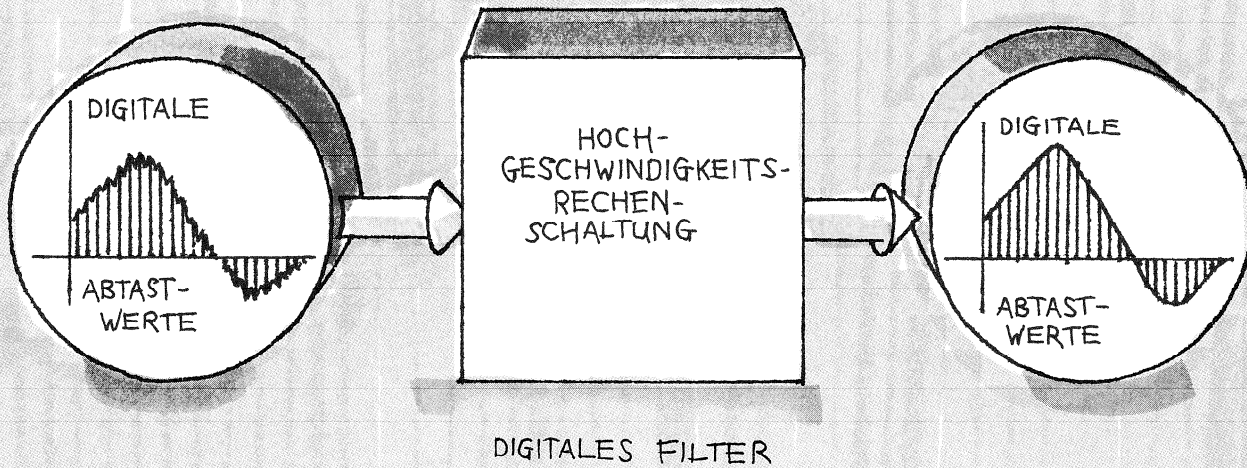 DIGITALE
ABTAST-
WERTE
HOCH-
GESCHWINDIGKEITS-
RECHEN-
SCHALTUNG
DIGITALE
ABTAST-
WERTE
DIGITALES FILTER